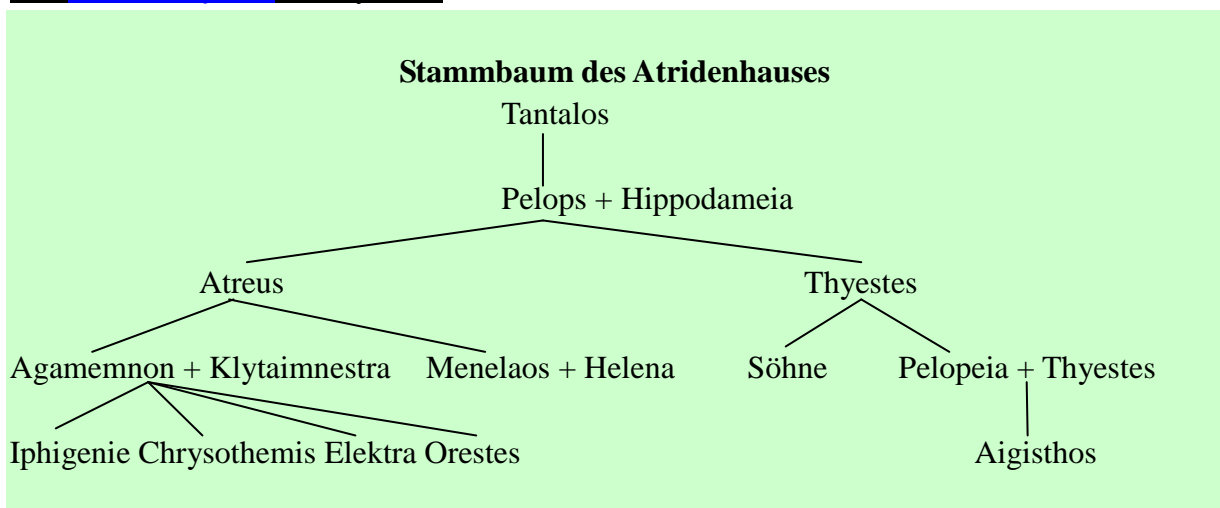 Stammbaum des Atridenhauses
Tantalos
Pelops + Hippodameia
Atreus Thyestes
Agamemnon + Klytaimnestra Menelaos + Helena Söhne Pelopeia + Thyestes
Iphigenie Chrysothemis Elektra Orestes Aigisthos